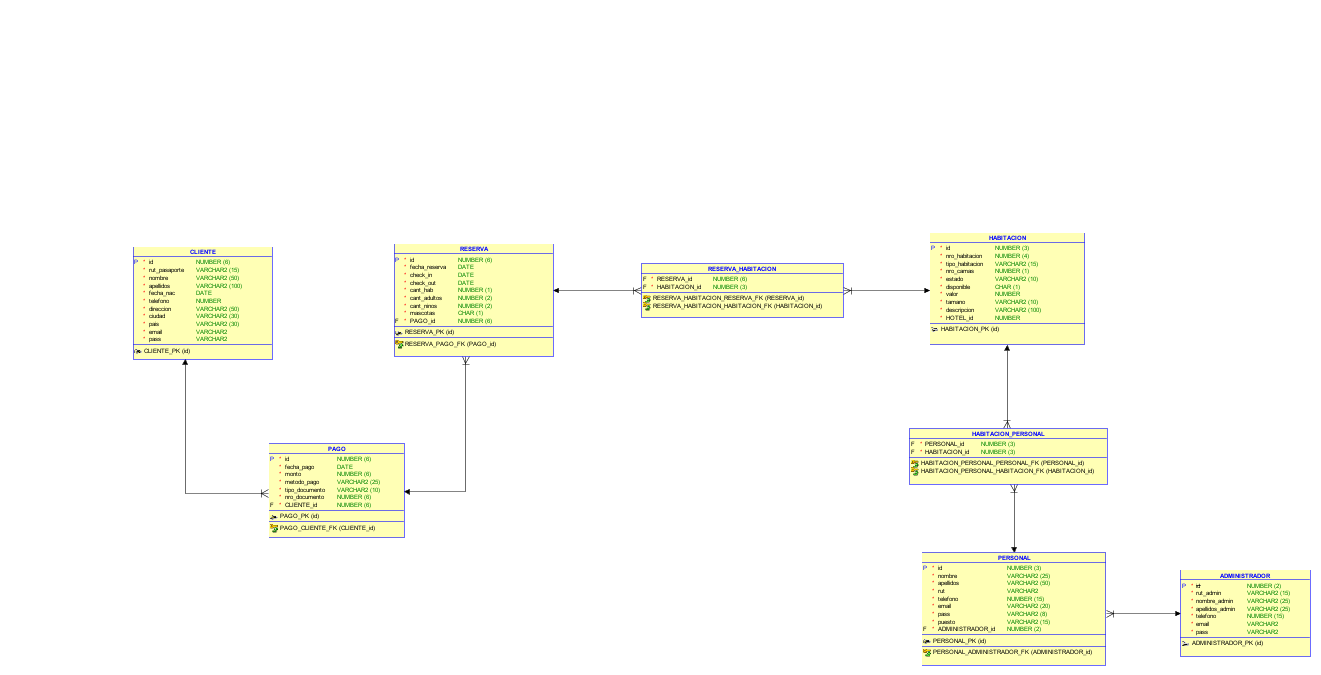 CLIENTE
P * id NUMBER (6)
* rut_pasaporte VARCHAR2 (15)
* nombre VARCHAR2 (50)
* apellidos VARCHAR2 (100)
* fecha_nac DATE
* telefono NUMBER
* direccion VARCHAR2 (50)
* ciudad VARCHAR2 (30)
* pais VARCHAR2 (30)
* email VARCHAR2
* pass VARCHAR2
CLIENTE_PK (id)
RESERVA
P * id NUMBER (6)
* fecha_reserva DATE
* check_in DATE
* check_out DATE
* cant_hab NUMBER (1)
* cant_adultos NUMBER (2)
* cant_ninos NUMBER (2)
* mascotas CHAR (1)
F * PAGO_id NUMBER (6)
RESERVA_PK (id)
RESERVA_PAGO_FK (PAGO_id)
RESERVA_HABITACION
F * RESERVA_id NUMBER (6)
F * HABITACION_id NUMBER (3)
RESERVA_HABITACION_RESERVA_FK (RESERVA_id)
RESERVA_HABITACION_HABITACION_FK (HABITACION_id)
HABITACION
P * id NUMBER (3)
* nro_habitacion NUMBER (4)
* tipo_habitacion VARCHAR2 (15)
* nro_camas NUMBER (1)
* estado VARCHAR2 (10)
* disponible CHAR (1)
* valor NUMBER
* tamano VARCHAR2 (10)
* descripcion VARCHAR2 (100)
* HOTEL_id NUMBER
HABITACION_PK (id)
PAGO
P * id NUMBER (6)
* fecha_pago DATE
* monto NUMBER (6)
* metodo_pago VARCHAR2 (25)
* tipo_documento VARCHAR2 (10)
* nro_documento NUMBER (6)
F * CLIENTE_id NUMBER (6)
PAGO_PK (id)
PAGO_CLIENTE_FK (CLIENTE_id)
HABITACION_PERSONAL
F * PERSONAL_id NUMBER (3)
F * HABITACION_id NUMBER (3)
HABITACION_PERSONAL_PERSONAL_FK (PERSONAL_id)
HABITACION_PERSONAL_HABITACION_FK (HABITACION_id)
PERSONAL
P * id NUMBER (3)
* nombre VARCHAR2 (25)
* apellidos VARCHAR2 (50)
* rut VARCHAR2
* telefono NUMBER (15)
* email VARCHAR2 (20)
* pass VARCHAR2 (8)
* puesto VARCHAR2 (15)
F * ADMINISTRADOR_id NUMBER (2)
PERSONAL_PK (id)
PERSONAL_ADMINISTRADOR_FK (ADMINISTRADOR_id)
ADMINISTRADOR
P * id NUMBER (2)
* rut_admin VARCHAR2 (15)
* nombre_admin VARCHAR2 (25)
* apellidos_admin VARCHAR2 (25)
* telefono NUMBER (15)
* email VARCHAR2
* pass VARCHAR2
ADMINISTRADOR_PK (id)